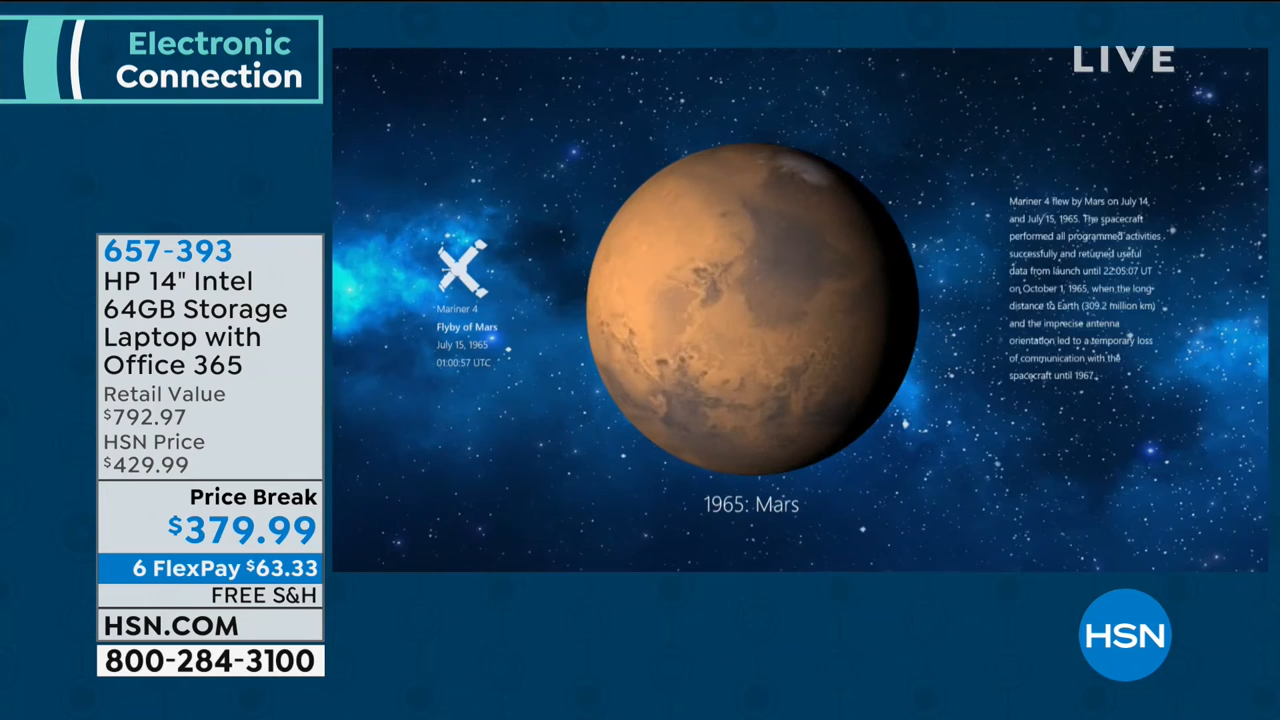 Electronic
Connection
LIVE
657-393
HP 14" Intel
64GB Storage
Laptop with
Office 365
Retail Value
$792.97
HSN Price
$429.99
Price Break
$379.99
6 FlexPay $63.33
FREE S&H
HSN.COM
800-284-3100
Mariner 4
Flyby of Mars
July 15, 1965
01:00:57 UTC
1965: Mars
Mariner 4 flew by Mars on July 14,
and July 15, 1965. The spacecraft
performed all programmed activities
successfully and returned useful
data from launch until 22:05:07 UT
on October 1, 1965, when the long-
distance to Earth (309.2 million km)
and the imprecise antenna
orientation led to a temporary loss
of communication with the
spacecraft until 1967.
HSN